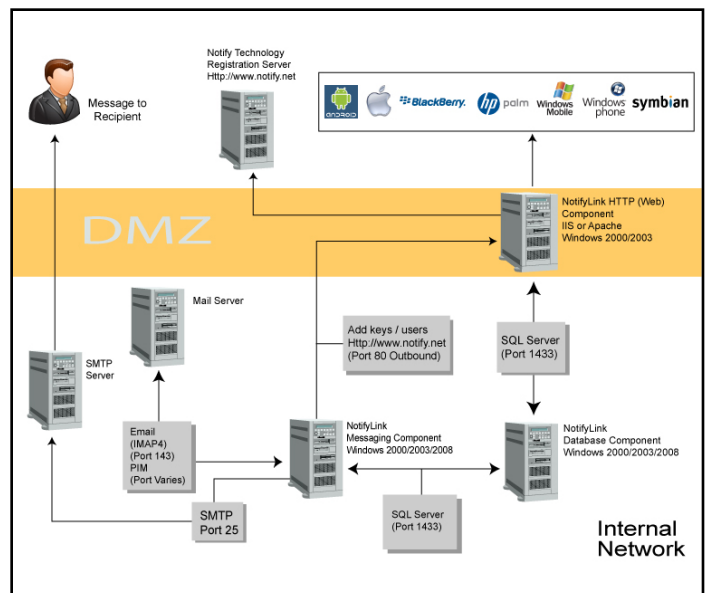 Notify Technology
Registration Server
Http://www.notify.net
Message to
Recipient
ANDROID
BlackBerry.
hp palm
Windows
Mobile
Windows
phone
symbian
DMZ
NotifyLink HTTP (Web)
Component
IIS or Apache
Windows 2000/2003
Mail Server
Add keys / users
Http://www.notify.net
(Port 80 Outbound)
SQL Server
(Port 1433)
SMTP
Server
Email
(IMAP4)
(Port 143)
PIM
(Port Varies)
NotifyLink
Messaging Component
Windows 2000/2003/2008
NotifyLink
Database Component
Windows 2000/2003/2008
SMTP
Port 25
SQL Server
(Port 1433)
Internal
Network